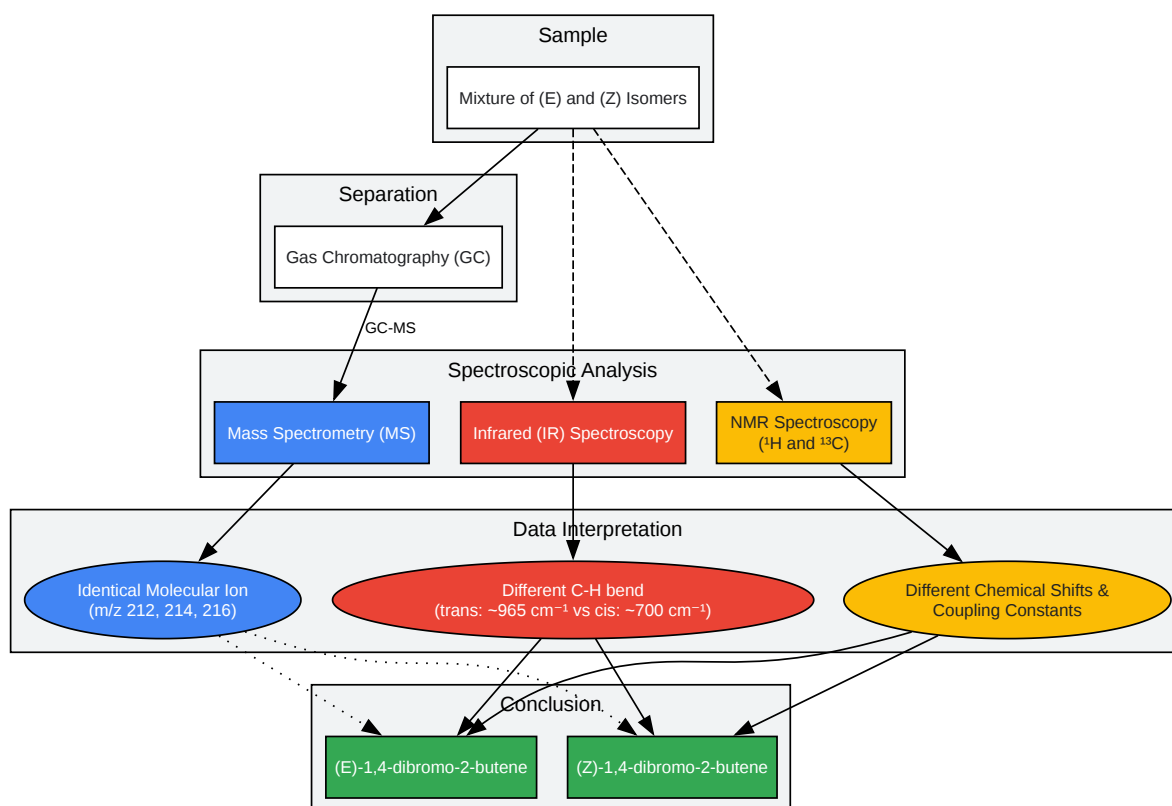 Sample
Mixture of (E) and (Z) Isomers
Separation
Gas Chromatography (GC)
GC-MS
Spectroscopic Analysis
Mass Spectrometry (MS)
Infrared (IR) Spectroscopy
NMR Spectroscopy
(¹H and ¹³C)
Data Interpretation
Identical Molecular Ion
(m/z 212, 214, 216)
Different C-H bend
(trans: ~965 cm⁻¹ vs cis: ~700 cm⁻¹)
Different Chemical Shifts &
Coupling Constants
Conclusion
(E)-1,4-dibromo-2-butene
(Z)-1,4-dibromo-2-butene